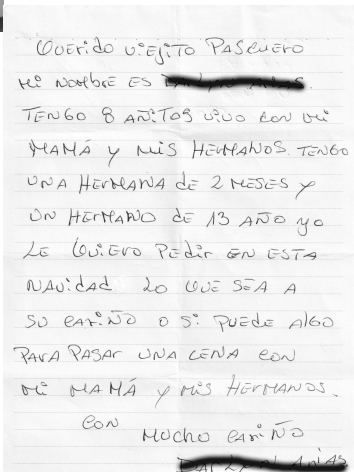 Querido viejito Pascuero
mi nombre es
tengo 8 añitos vivo con mi
mamá y mis hermanos. tengo
una hermana de 2 meses y
un hermano de 13 año yo
le quiero pedir en esta
navidad lo que sea a
su cariño o si puede algo
para pasar una cena con
mi mamá y mis hermanos.
con
mucho cariño